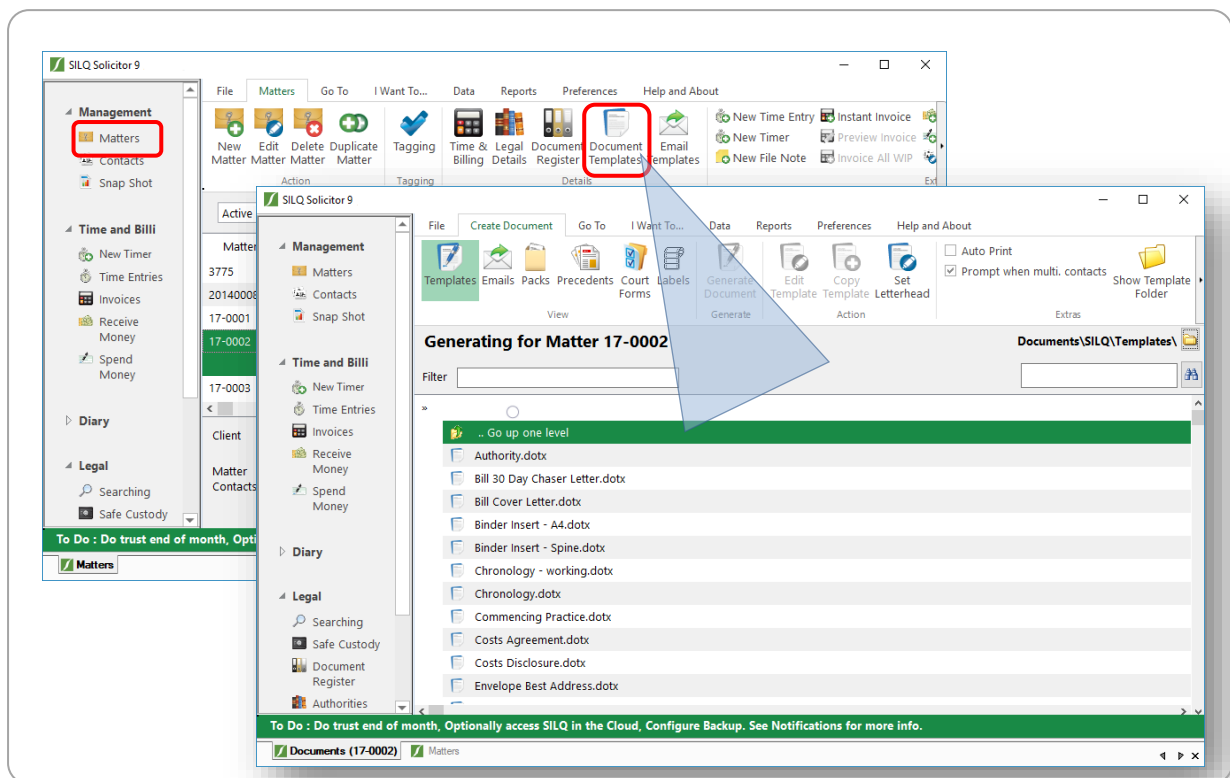 SILQ Solicitor 9
File Matters Go To I Want To... Data Reports Preferences Help and About
Management
Matters
Contacts
Snap Shot
Time and Billi
New Timer
Time Entries
Invoices
Receive
Money
Spend
Money
Diary
Legal
Searching
Safe Custody
New Edit Delete Duplicate Tagging Time & Legal Document Document Email
Matter Matter Matter Matter Billing Details Register Templates Templates
New Time Entry Instant Invoice
New Timer Preview Invoice
New File Note Invoice All WIP
Action Tagging Details Ext
Active
Matter
3775
20140008
17-0001
17-0002
17-0003
Client
Matter
Contacts
To Do : Do trust end of month, Opti
Matters
SILQ Solicitor 9
File Create Document Go To I Want To... Data Reports Preferences Help and About
Management
Matters
Contacts
Snap Shot
Time and Billi
New Timer
Time Entries
Invoices
Receive
Money
Spend
Money
Diary
Legal
Searching
Safe Custody
Document
Register
Authorities
Templates Emails Packs Precedents Court Labels Generate Edit Copy Set
Forms Document Template Template Letterhead
Auto Print
Prompt when multi. contacts
Show Template
Folder
View Generate Action Extras
Generating for Matter 17-0002 Documents\SILQ\Templates\
Filter
»
.. Go up one level
Authority.dotx
Bill 30 Day Chaser Letter.dotx
Bill Cover Letter.dotx
Binder Insert - A4.dotx
Binder Insert - Spine.dotx
Chronology - working.dotx
Chronology.dotx
Commencing Practice.dotx
Costs Agreement.dotx
Costs Disclosure.dotx
Envelope Best Address.dotx
To Do : Do trust end of month, Optionally access SILQ in the Cloud, Configure Backup. See Notifications for more info.
Documents (17-0002) Matters